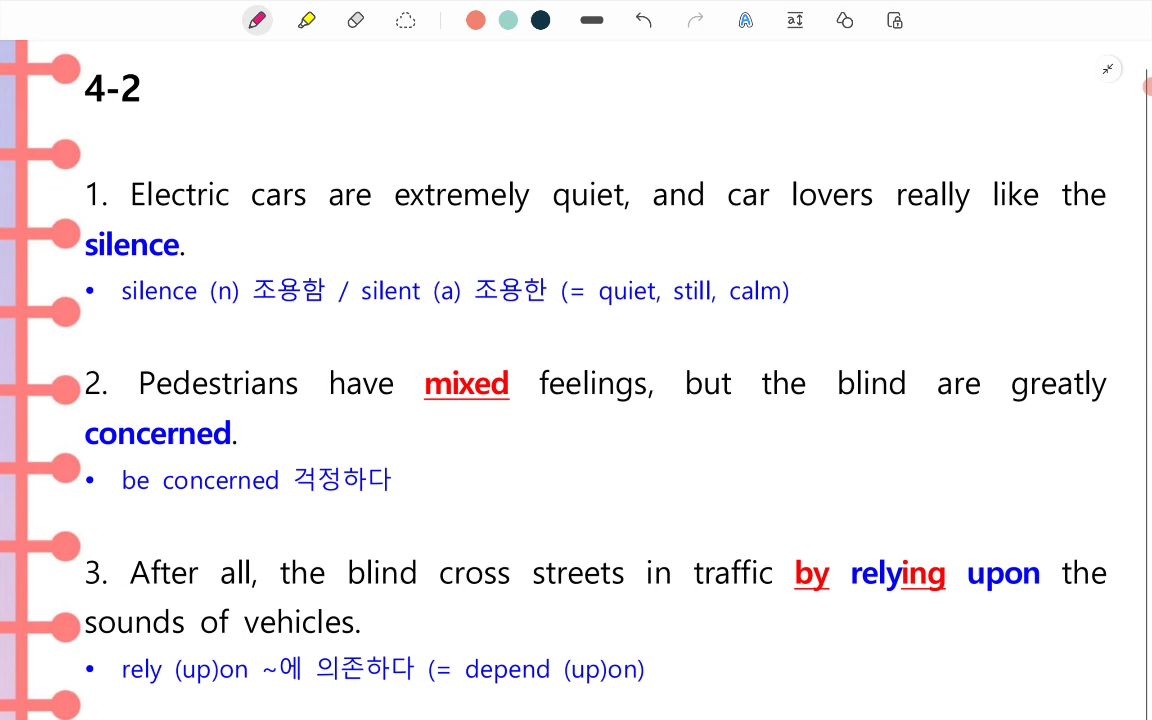 4-2
1. Electric cars are extremely quiet, and car lovers really like the
silence.
• silence (n) 조용함 / silent (a) 조용한 (= quiet, still, calm)
2. Pedestrians have mixed feelings, but the blind are greatly
concerned.
• be concerned 걱정하다
3. After all, the blind cross streets in traffic by relying upon the
sounds of vehicles.
• rely (up)on ~에 의존하다 (= depend (up)on)